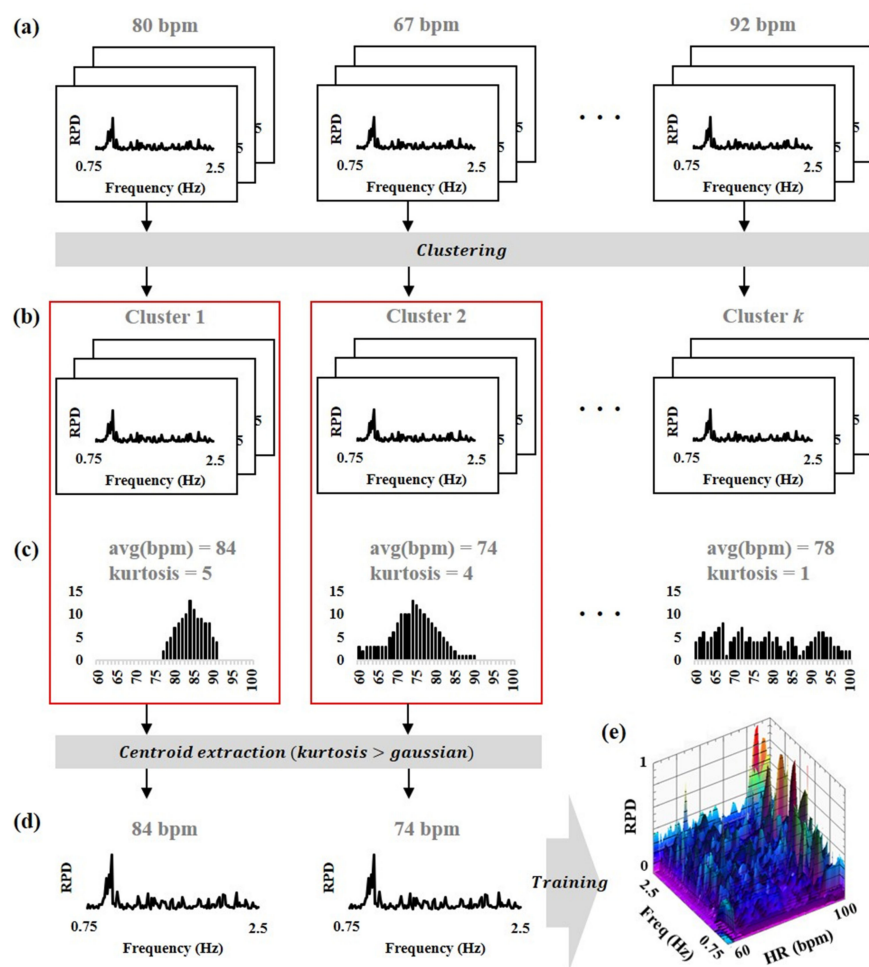 (a)
80 bpm
67 bpm
92 bpm
RPD
0.75
2.5
5
5
Frequency (Hz)
RPD
0.75
2.5
5
5
Frequency (Hz)
. . .
RPD
0.75
2.5
5
5
Frequency (Hz)
Clustering
(b)
Cluster 1
Cluster 2
Cluster k
RPD
0.75
2.5
5
5
Frequency (Hz)
RPD
0.75
2.5
5
5
Frequency (Hz)
. . .
RPD
0.75
2.5
5
5
Frequency (Hz)
(c)
avg(bpm) = 84
kurtosis = 5
15
10
5
0
60 65 70 75 80 85 90 95 100
avg(bpm) = 74
kurtosis = 4
15
10
5
0
60 65 70 75 80 85 90 95 100
. . .
avg(bpm) = 78
kurtosis = 1
15
10
5
0
60 65 70 75 80 85 90 95 100
Centroid extraction (kurtosis > gaussian)
(d)
84 bpm
RPD
0.75
2.5
Frequency (Hz)
74 bpm
RPD
0.75
2.5
Frequency (Hz)
Training
(e)
1
RPD
0
2.5
Freq (Hz)
0.75
60
HR (bpm)
100